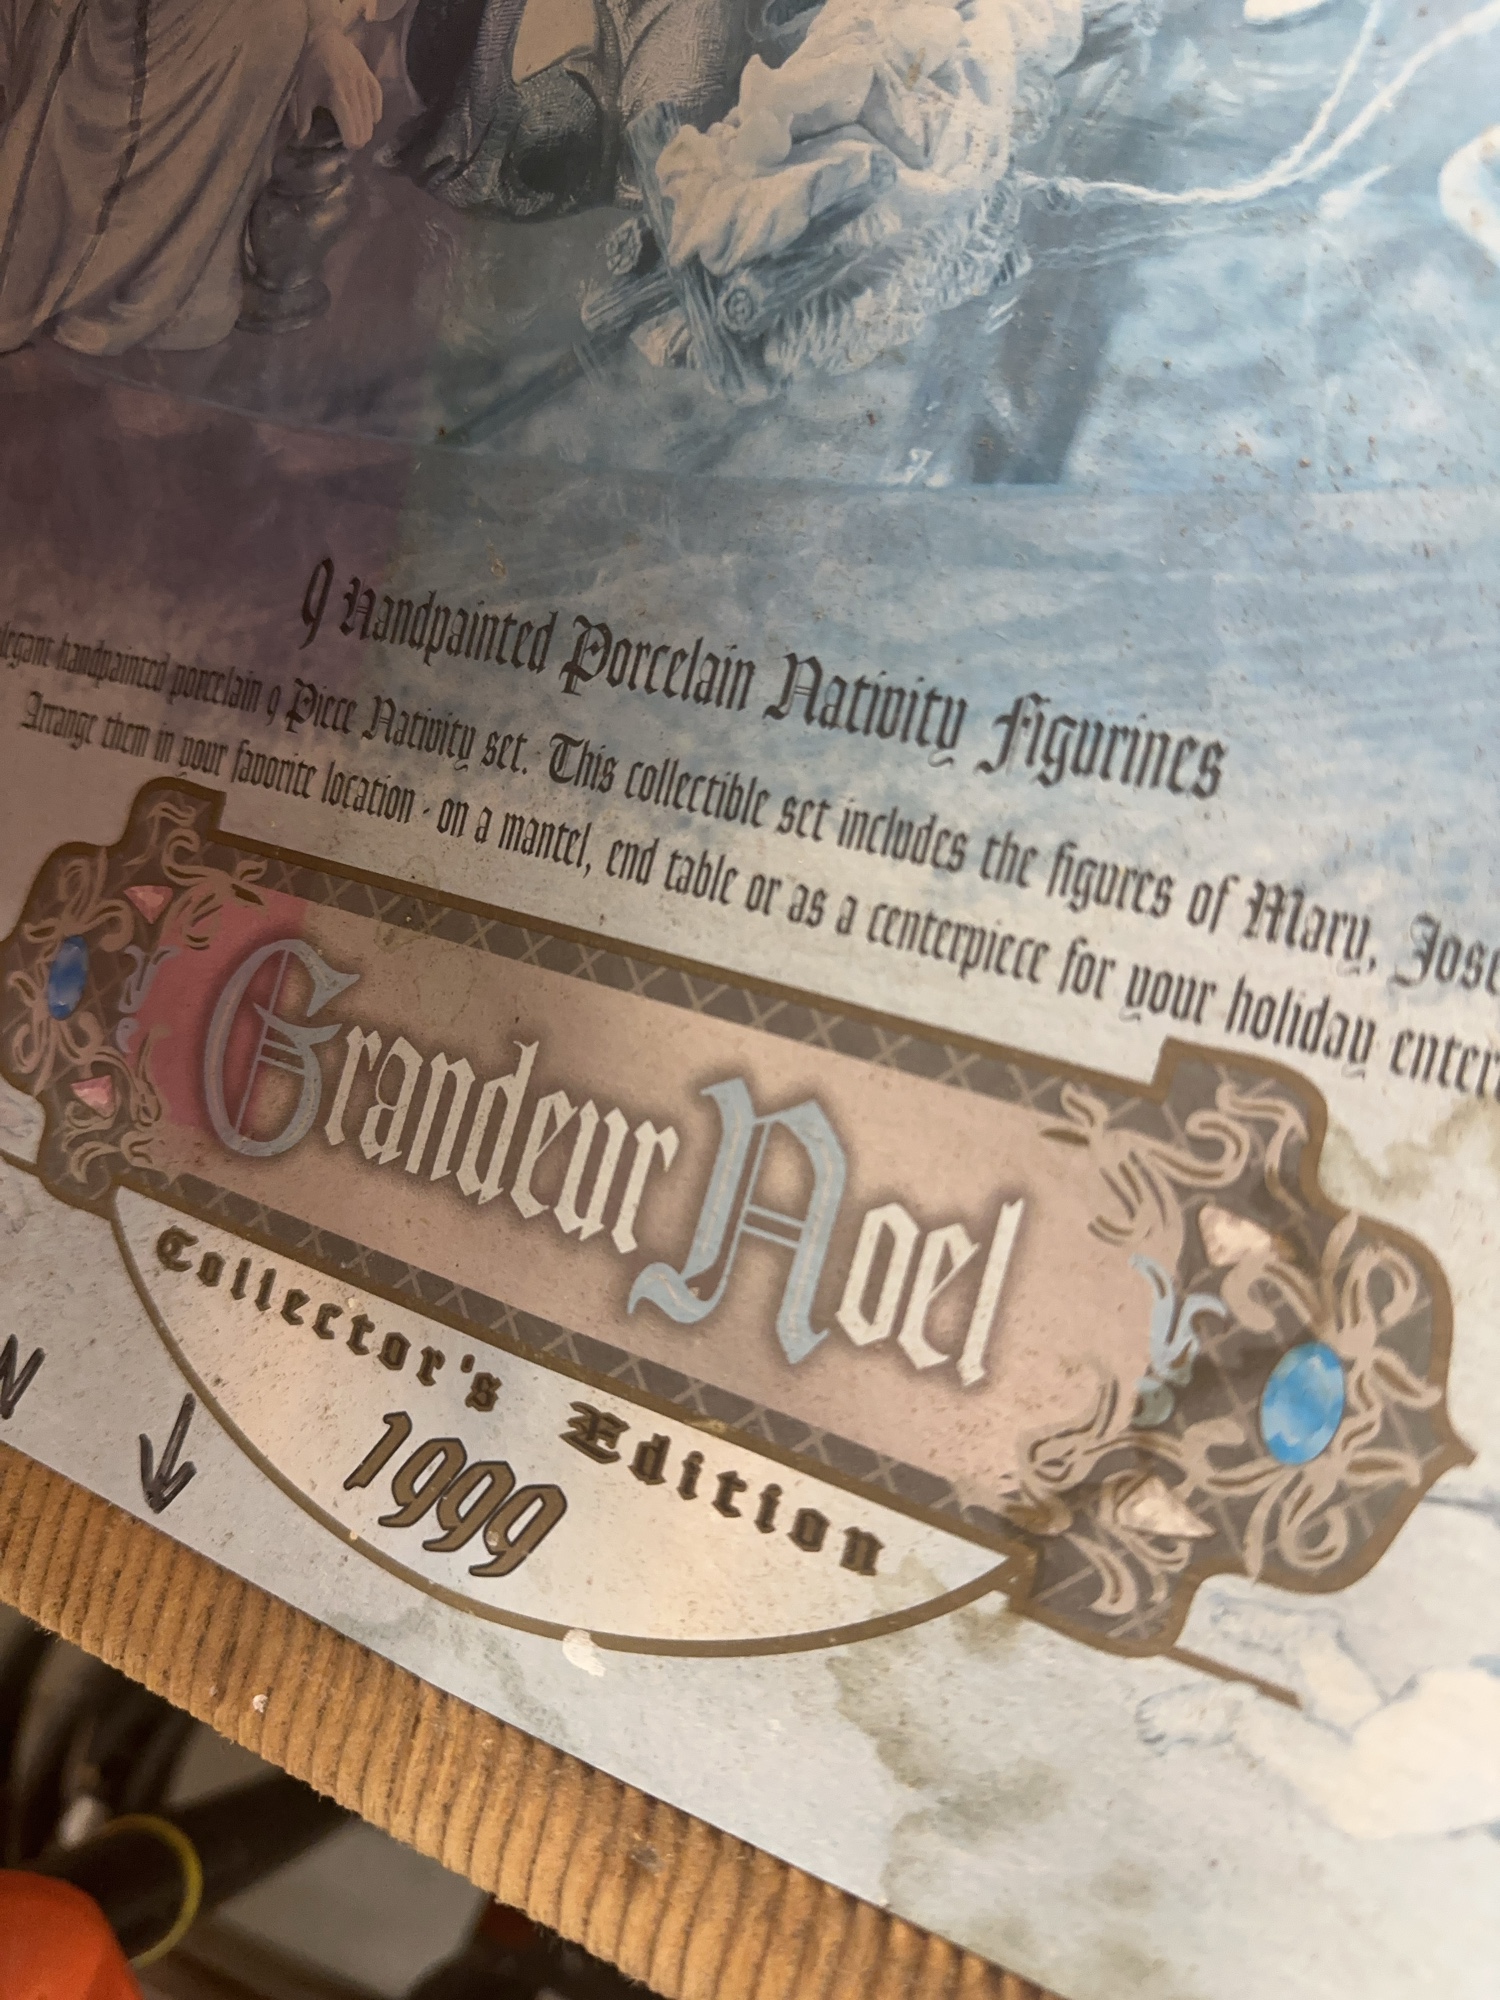 9 Handpainted Porcelain Nativity Figurines
elegant handpainted porcelain 9 Piece Nativity set. This collectible set includes the figures of Mary,
Arrange them in your favorite location - on a mantel, end table or as a centerpiece for your holiday
Grandeur Noel
Collector's Edition
1999